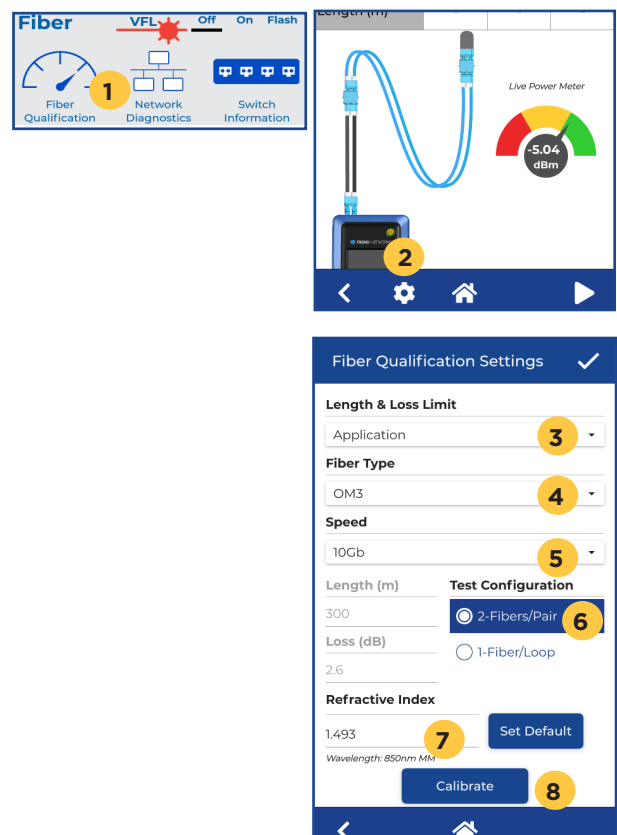 Fiber
VFL Off On Flash
1
Fiber
Qualification
Network
Diagnostics
Switch
Information
Length (m)
Live Power Meter
-5.04
dBm
TREND NETWORKS
2
Fiber Qualification Settings
Length & Loss Limit
Application
3
Fiber Type
OM3
4
Speed
10Gb
5
Length (m)
300
Loss (dB)
2.6
Test Configuration
2-Fibers/Pair
6
1-Fiber/Loop
Refractive Index
1.493
7
Set Default
Wavelength: 850nm MM
Calibrate
8